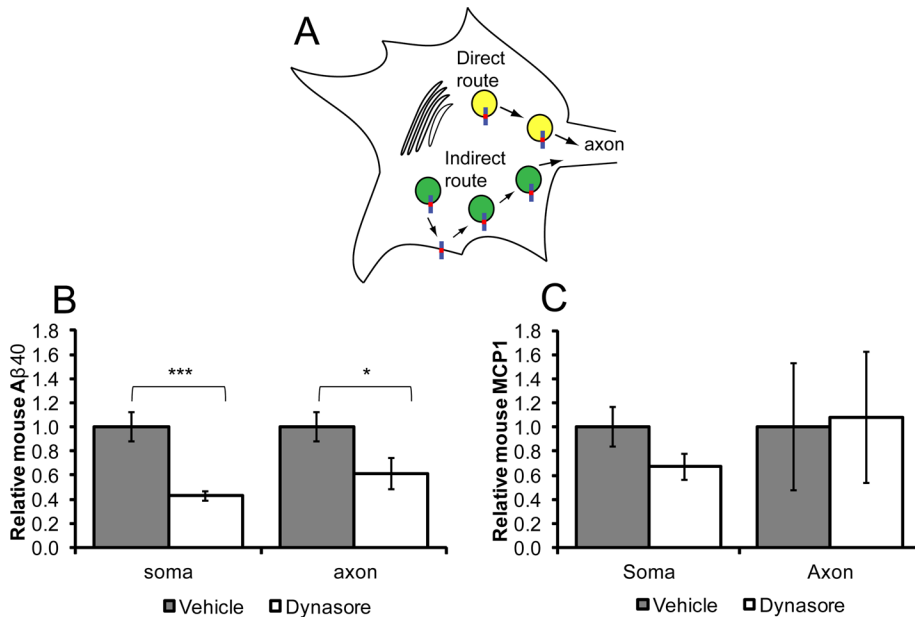 A
Direct
route
axon
Indirect
route
B
Relative mouse Aβ40
1.8
1.6
1.4
1.2
1.0
0.8
0.6
0.4
0.2
0.0
***
*
soma
axon
Vehicle
Dynasore
C
Relative mouse MCP1
1.8
1.6
1.4
1.2
1.0
0.8
0.6
0.4
0.2
0.0
Soma
Axon
Vehicle
Dynasore